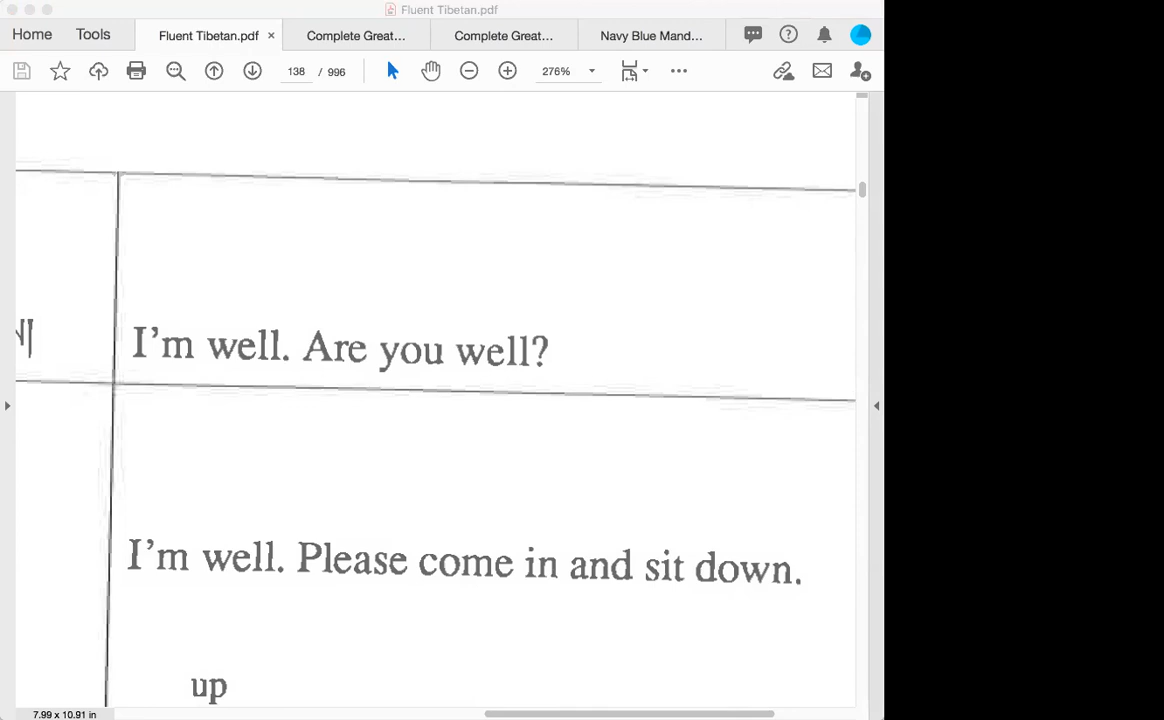 Fluent Tibetan.pdf
Home Tools Fluent Tibetan.pdf × Complete Great... Complete Great... Navy Blue Mand...
138 / 996 276%
I'm well. Are you well?
I'm well. Please come in and sit down.
up
7.99 x 10.91 in